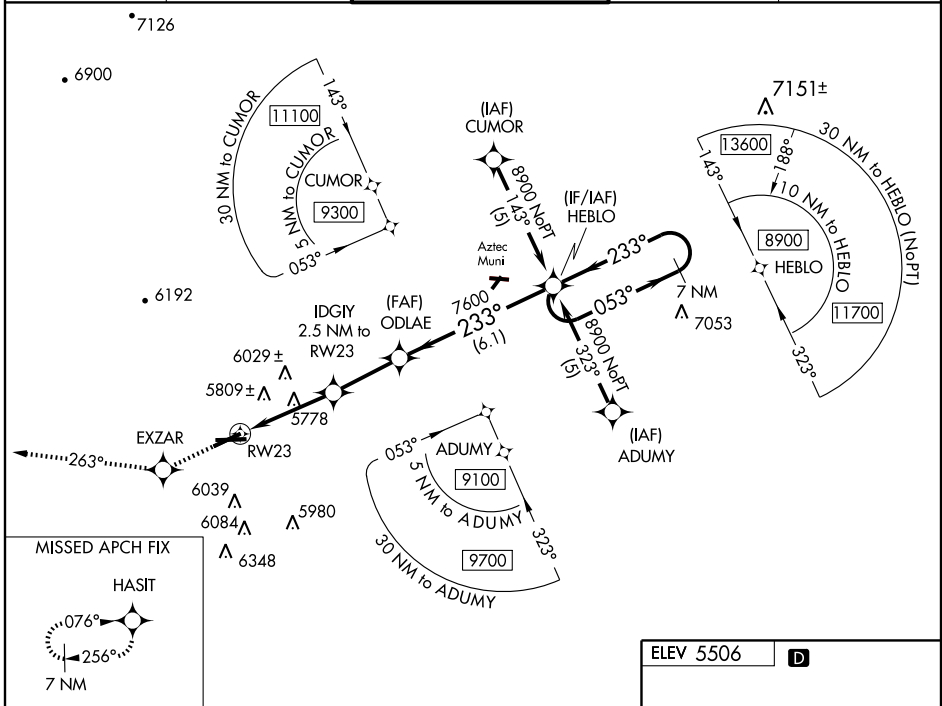 7126
6900
30 NM to CUMOR
143°
11100
5 NM to CUMOR
CUMOR
9300
053°
(IAF)
CUMOR
8900 NoPT
143°
(5)
(IF/IAF)
HEBLO
7151±
13600
188°
30 NM to HEBLO (NoPT)
143°
10 NM to HEBLO
8900
HEBLO
11700
323°
Aztec
Muni
233°
053°
7 NM
7053
6192
7600
233°
(6.1)
(FAF)
ODLAE
IDGIY
2.5 NM to
RW23
8900 NoPT
323°
(5)
(IAF)
ADUMY
6029±
5809±
5778
EXZAR
RW23
263°
053°
ADUMY
9100
5 NM to ADUMY
323°
9700
30 NM to ADUMY
6039
6084
5980
6348
MISSED APCH FIX
HASIT
076°
256°
7 NM
ELEV 5506
D